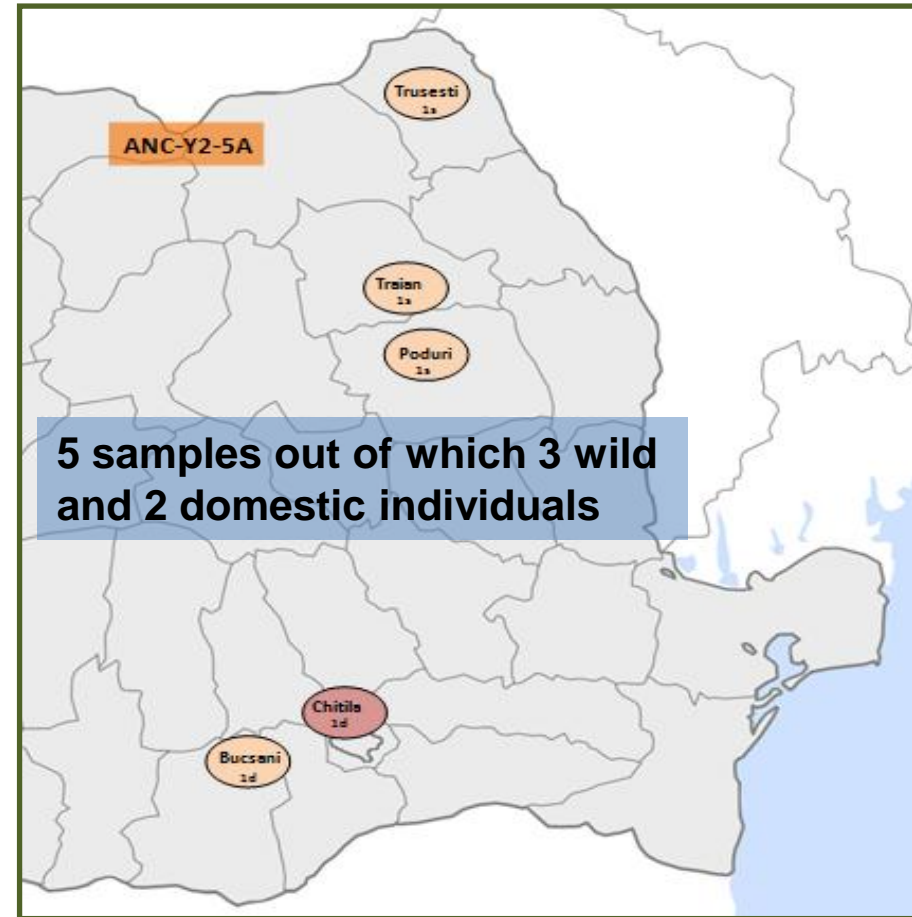 Trusesti
1s
ANC-Y2-5A
Traian
1s
Poduri
1s
5 samples out of which 3 wild
and 2 domestic individuals
Chitila
1d
Bucsani
1d